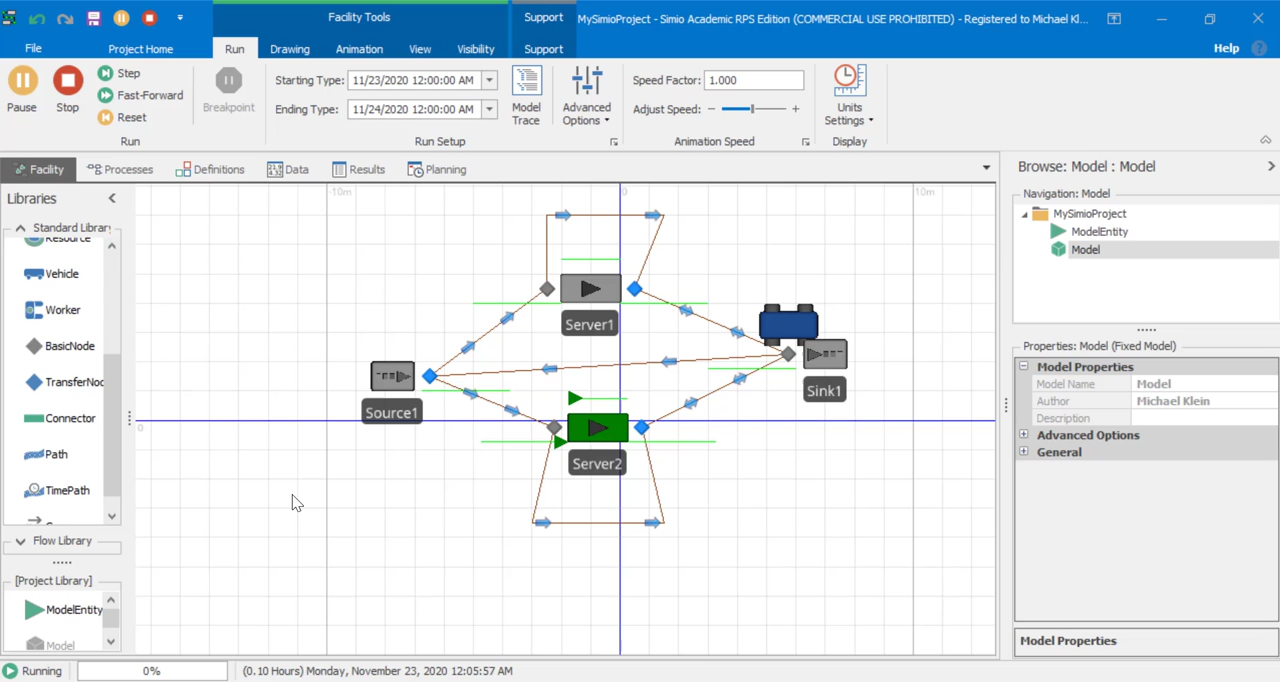 Facility Tools
Support
MySimioProject - Simio Academic RPS Edition (COMMERCIAL USE PROHIBITED) - Registered to Michael Kle...
File
Project Home
Run
Drawing
Animation
View
Visibility
Support
Help
Pause
Stop
Step
Fast-Forward
Reset
Run
Breakpoint
Starting Type: 11/23/2020 12:00:00 AM
Ending Type: 11/24/2020 12:00:00 AM
Run Setup
Model
Trace
Advanced
Options
Speed Factor: 1.000
Adjust Speed: − +
Animation Speed
Units
Settings
Display
Facility
Processes
Definitions
Data
Results
Planning
Libraries
Standard Library
Resource
Vehicle
Worker
BasicNode
TransferNod
Connector
Path
TimePath
Flow Library
[Project Library]
ModelEntity
Model
-10m
0
10m
0
Server1
Source1
Sink1
Server2
Browse: Model : Model
Navigation: Model
MySimioProject
ModelEntity
Model
Properties: Model (Fixed Model)
Model Properties
Model Name Model
Author Michael Klein
Description
Advanced Options
General
Model Properties
Running
0%
(0.10 Hours) Monday, November 23, 2020 12:05:57 AM